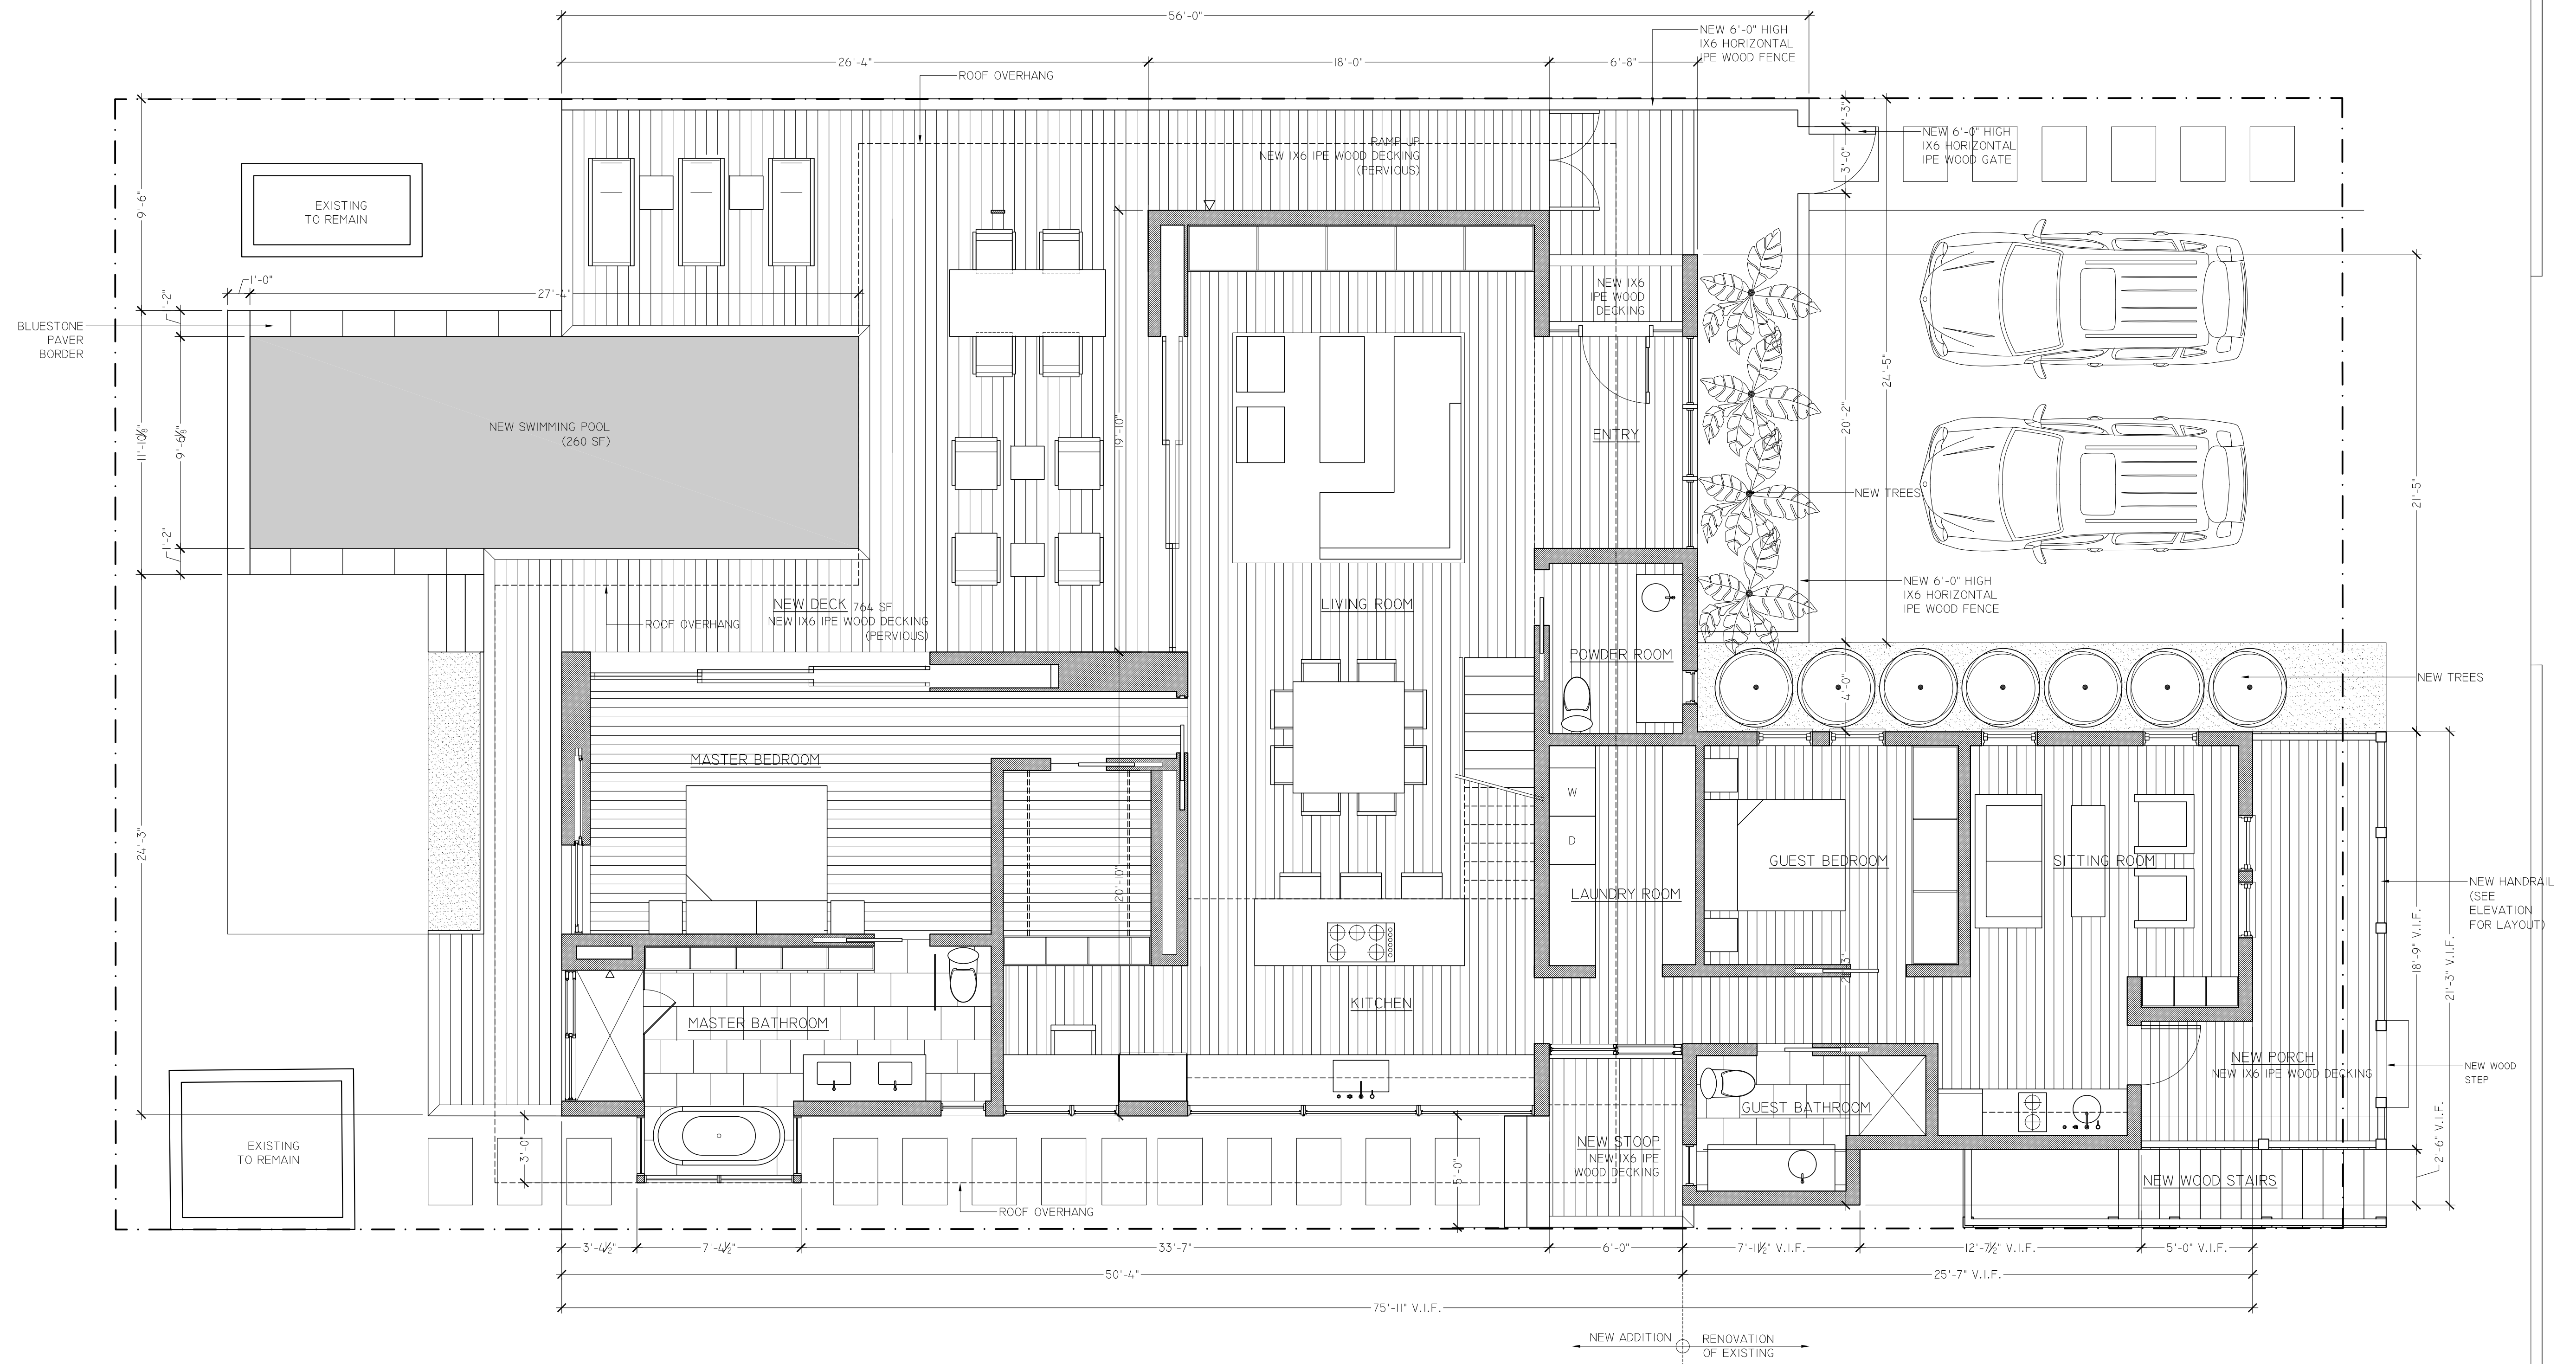 56'-0"
NEW 6'-0" HIGH
1X6 HORIZONTAL
IPE WOOD FENCE
26'-4"
18'-0"
6'-8"
ROOF OVERHANG
9'-6"
1'-3"
NEW 6'-0" HIGH
1X6 HORIZONTAL
IPE WOOD GATE
3'-0"
RAMP UP
NEW 1X6 IPE WOOD DECKING
(PERVIOUS)
EXISTING
TO REMAIN
1'-0"
27'-4"
1'-2"
NEW 1X6
IPE WOOD
DECKING
BLUESTONE
PAVER
BORDER
24'-5"
20'-2"
19'-10"
ENTRY
11'-10⅛"
9'-6⅛"
NEW SWIMMING POOL
(260 SF)
21'-5"
NEW TREES
1'-2"
NEW 6'-0" HIGH
1X6 HORIZONTAL
IPE WOOD FENCE
NEW DECK 764 SF
NEW 1X6 IPE WOOD DECKING
(PERVIOUS)
ROOF OVERHANG
LIVING ROOM
POWDER ROOM
4'-0"
NEW TREES
MASTER BEDROOM
W
D
24'-3"
20'-10"
GUEST BEDROOM
SITTING ROOM
LAUNDRY ROOM
NEW HANDRAIL
(SEE
ELEVATION
FOR LAYOUT)
18'-9" V.I.F.
21'-3" V.I.F.
KITCHEN
MASTER BATHROOM
NEW PORCH
NEW 1X6 IPE WOOD DECKING
NEW WOOD
STEP
GUEST BATHROOM
2'-6" V.I.F.
EXISTING
TO REMAIN
3'-0"
5'-0"
NEW STOOP
NEW 1X6 IPE
WOOD DECKING
NEW WOOD STAIRS
ROOF OVERHANG
3'-4½"
7'-4½"
33'-7"
6'-0"
7'-11½" V.I.F.
12'-7½" V.I.F.
5'-0" V.I.F.
50'-4"
25'-7" V.I.F.
75'-11" V.I.F.
NEW ADDITION
RENOVATION
OF EXISTING